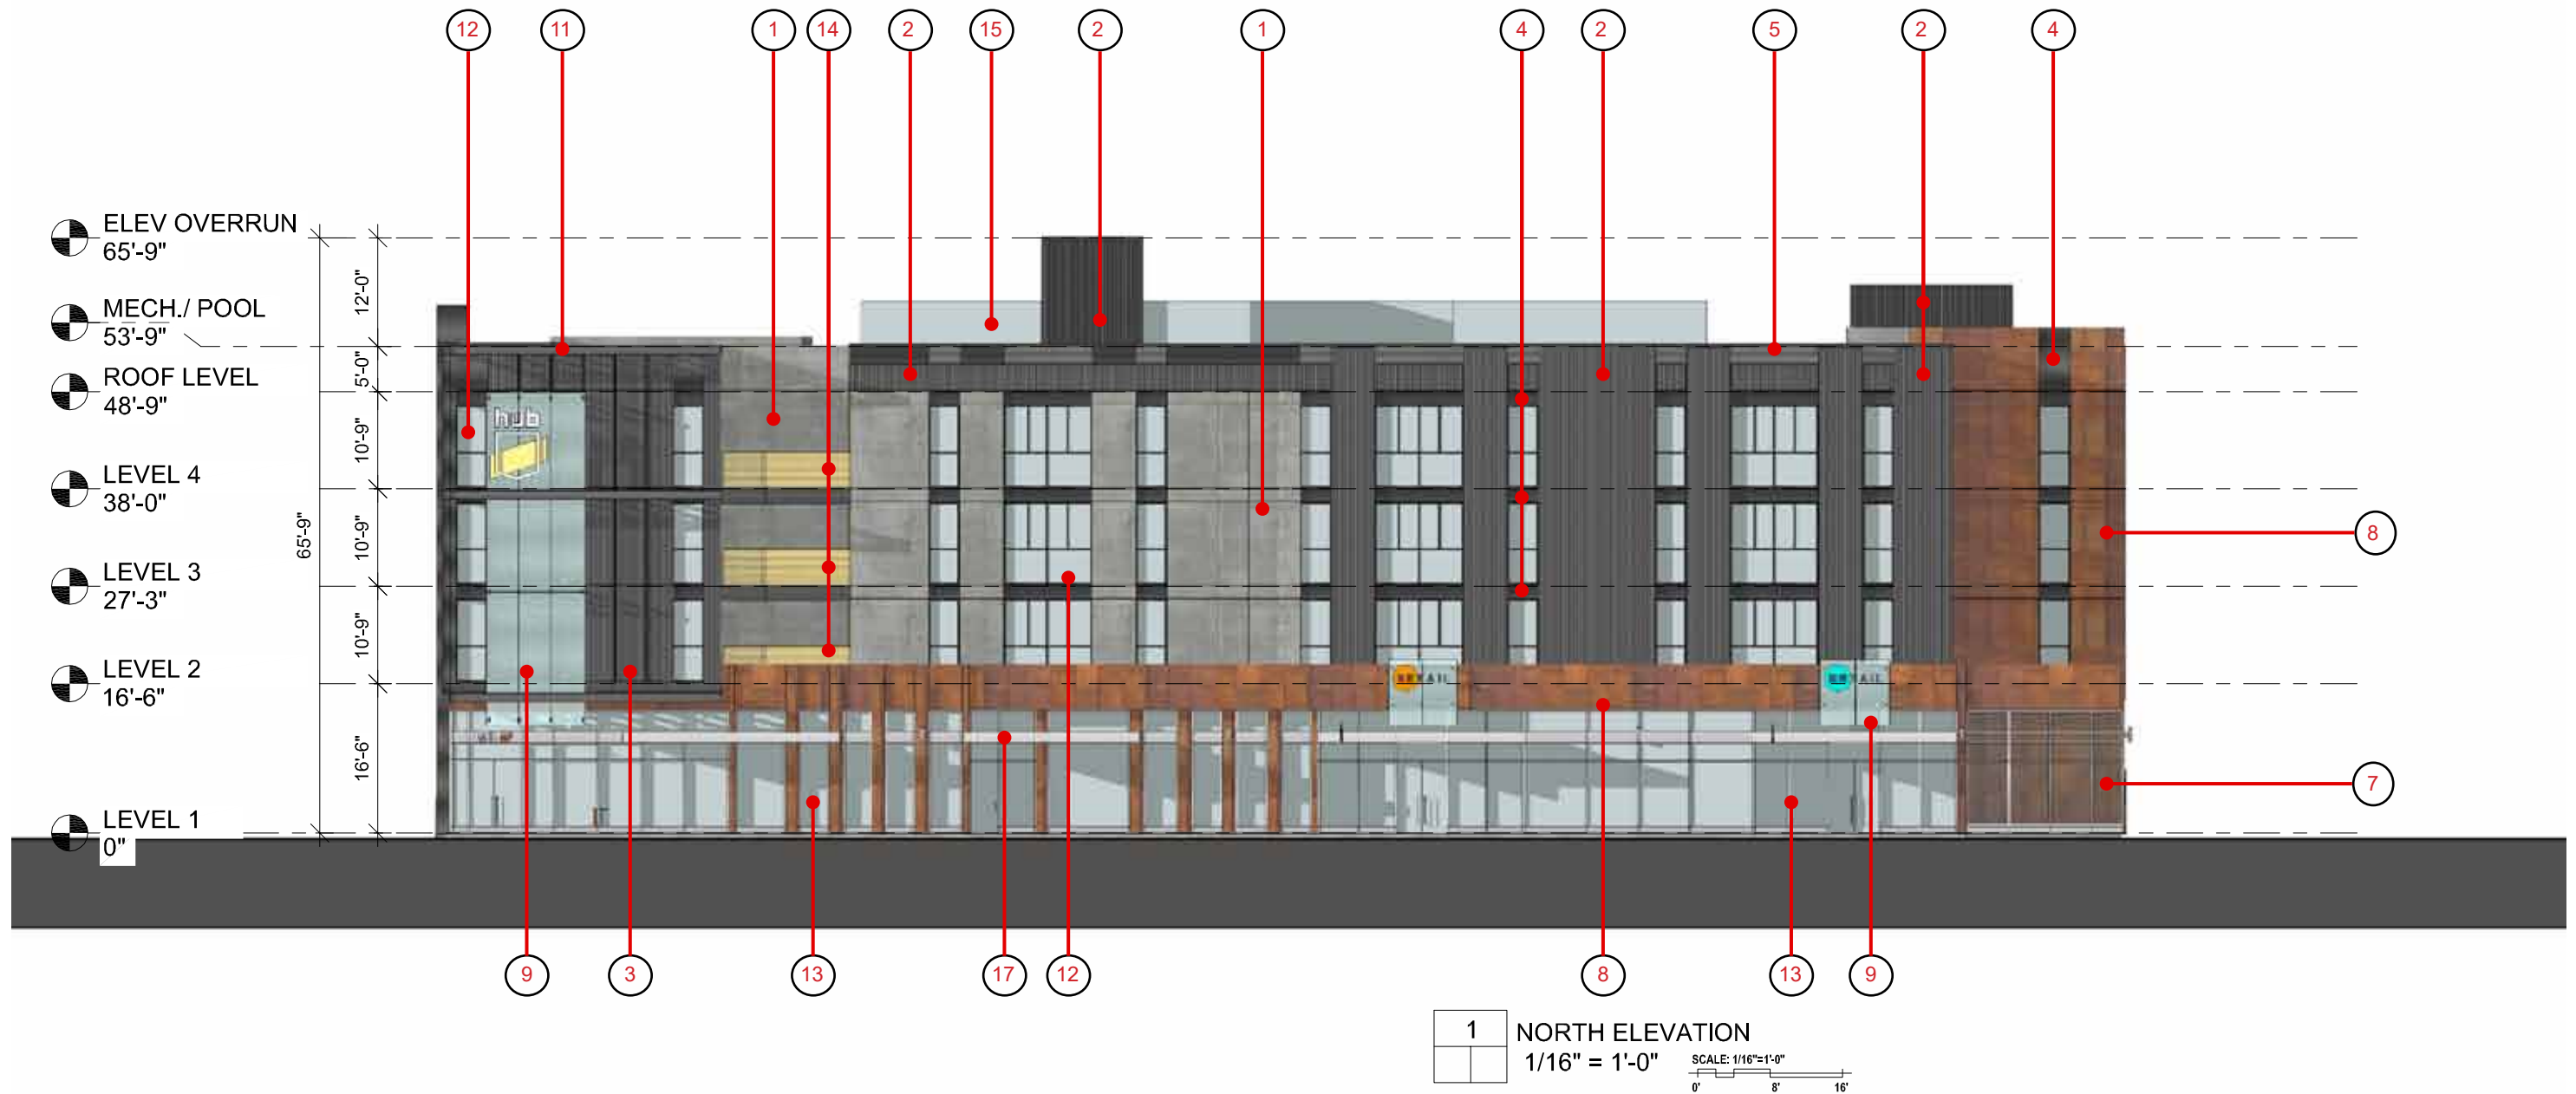 12 11 1 14 2 15 2 1 4 2 5 2 4
ELEV OVERRUN
65'-9"
12'-0"
MECH./ POOL
53'-9"
5'-0"
ROOF LEVEL
48'-9"
hub
10'-9"
LEVEL 4
38'-0"
65'-9"
10'-9"
8
LEVEL 3
27'-3"
10'-9"
LEVEL 2
16'-6"
16'-6"
7
LEVEL 1
0"
9 3 13 17 12 8 13 9
1 NORTH ELEVATION
1/16" = 1'-0"
SCALE: 1/16"=1'-0"
0' 8' 16'